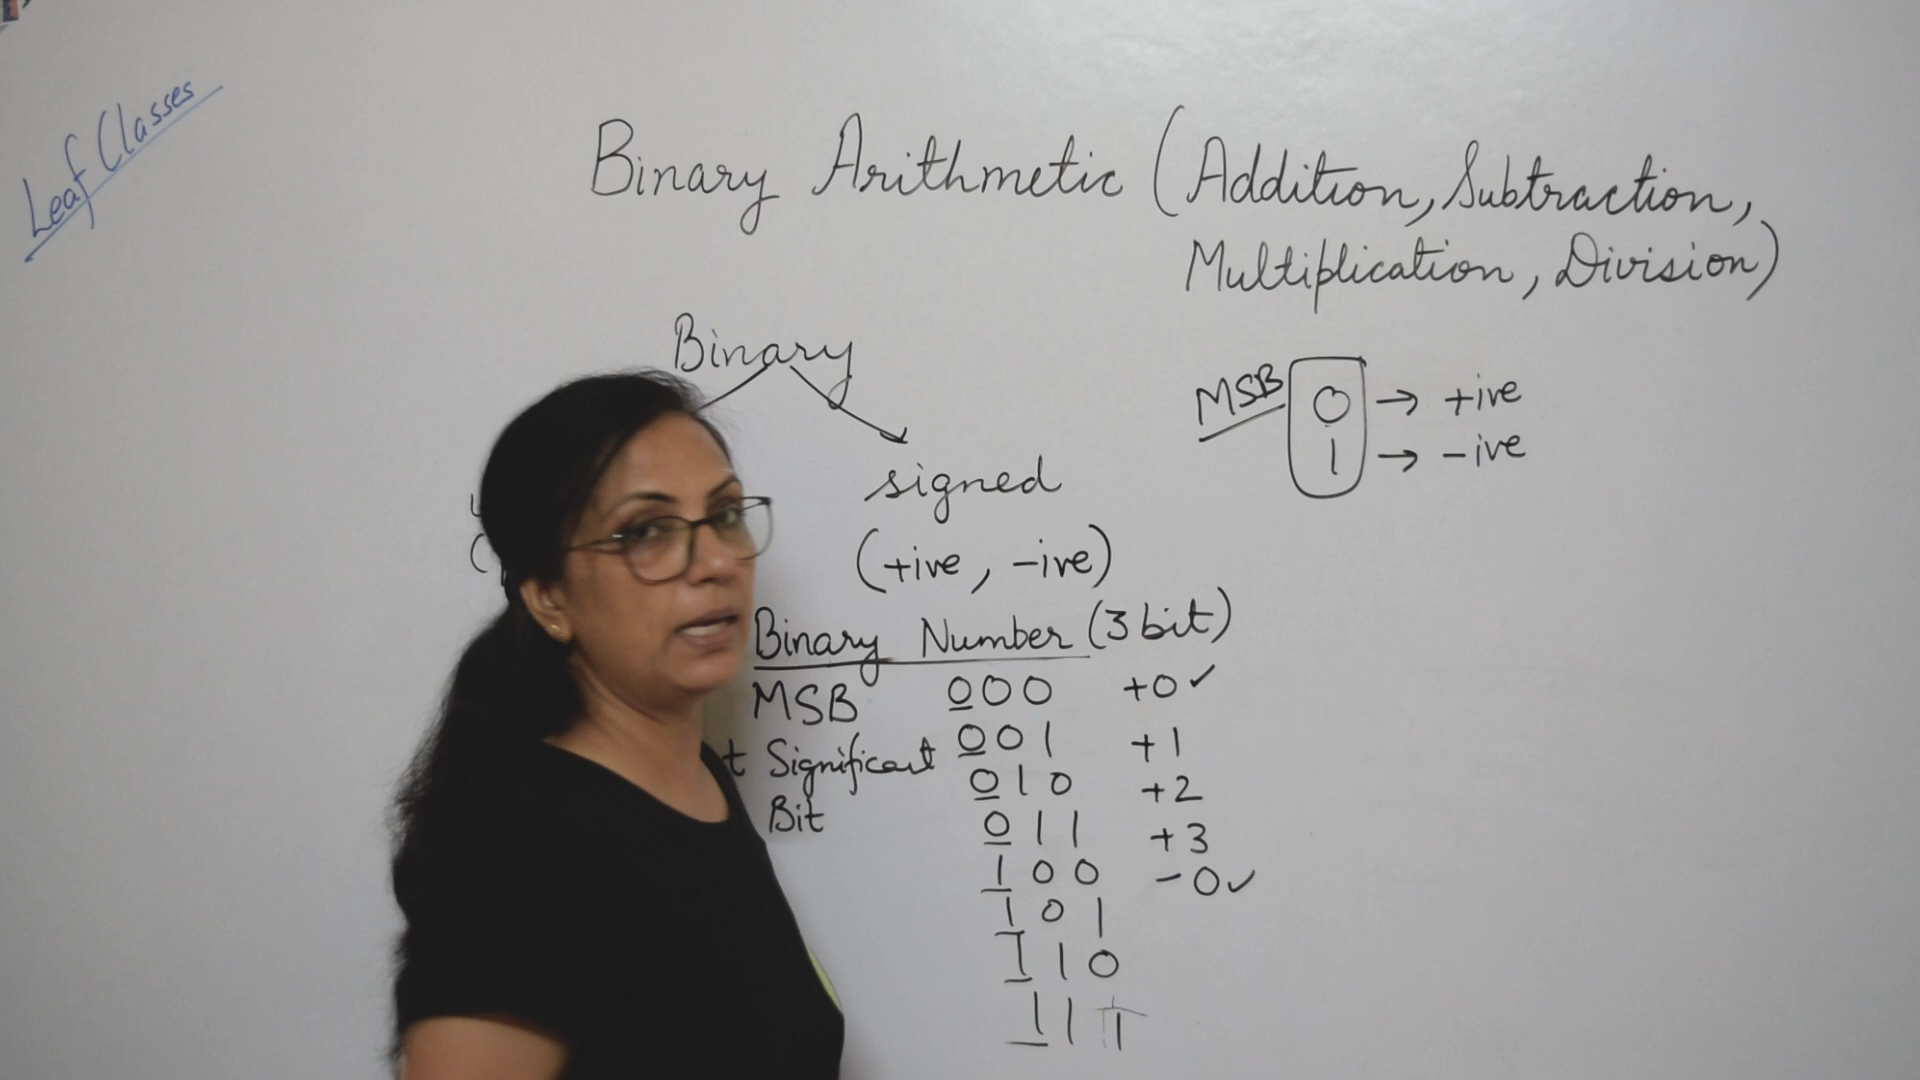 Leaf Classes
Binary Arithmetic (Addition, Subtraction,
Multiplication, Division)
Binary
MSB 0 → +ive
1 → -ive
signed
(+ive, -ive)
Binary Number (3 bit)
MSB 000 +0 ✓
Significant 001 +1
Bit 010 +2
011 +3
100 -0 ✓
101
110
111